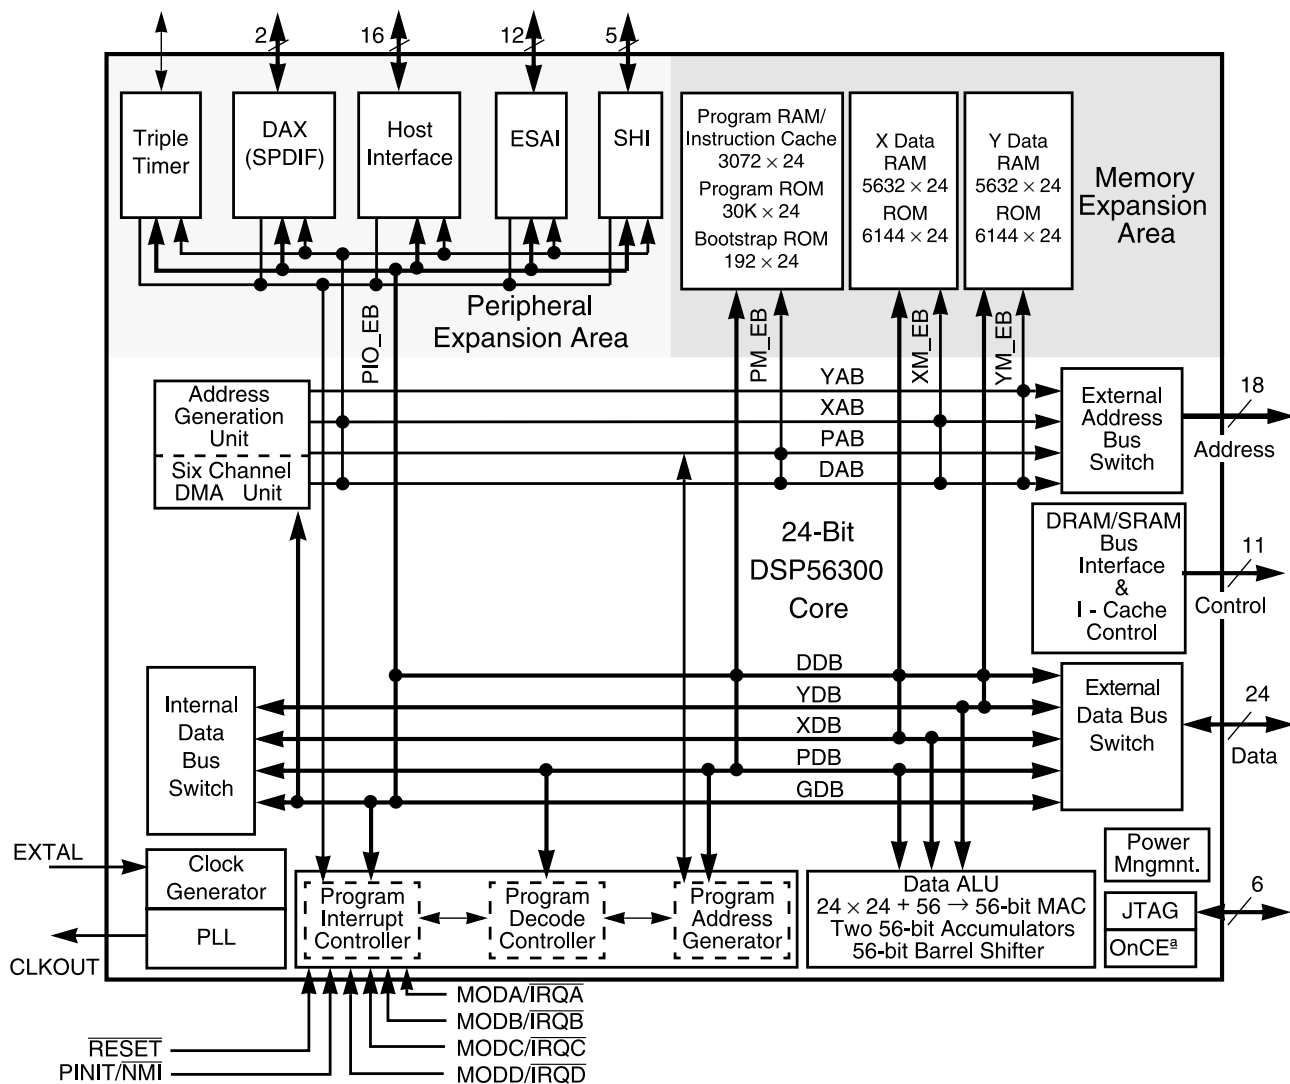 2
16
12
5
Triple
Timer
DAX
(SPDIF)
Host
Interface
ESAI
SHI
Program RAM/
Instruction Cache
3072 × 24
Program ROM
30K × 24
Bootstrap ROM
192 × 24
X Data
RAM
5632 × 24
ROM
6144 × 24
Y Data
RAM
5632 × 24
ROM
6144 × 24
Memory
Expansion
Area
Peripheral
Expansion Area
PIO_EB
PM_EB
XM_EB
YM_EB
Address
Generation
Unit
Six Channel
DMA Unit
YAB
XAB
PAB
DAB
External
Address
Bus
Switch
18
Address
24-Bit
DSP56300
Core
DRAM/SRAM
Bus
Interface
&
I - Cache
Control
11
Control
Internal
Data
Bus
Switch
DDB
YDB
XDB
PDB
GDB
External
Data Bus
Switch
24
Data
EXTAL
Clock
Generator
PLL
CLKOUT
Program
Interrupt
Controller
Program
Decode
Controller
Program
Address
Generator
Data ALU
24 × 24 + 56 → 56-bit MAC
Two 56-bit Accumulators
56-bit Barrel Shifter
Power
Mngmnt.
JTAG
OnCEª
6
MODA/IRQA
MODB/IRQB
MODC/IRQC
MODD/IRQD
RESET
PINIT/NMI